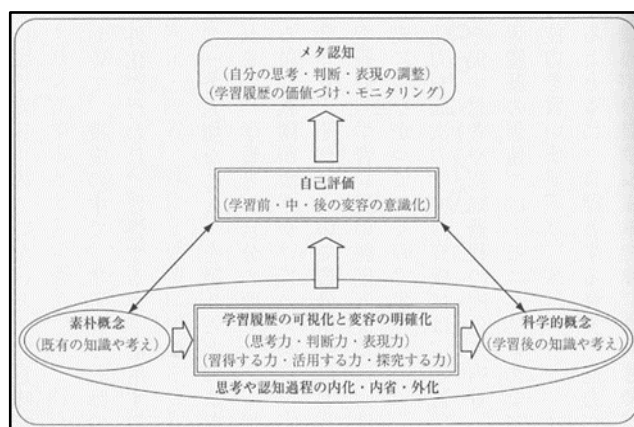 メタ認知
(自分の思考・判断・表現の調整)
(学習履歴の価値づけ・モニタリング)
自己評価
(学習前・中・後の変容の意識化)
素朴概念
(既有の知識や考え)
学習履歴の可視化と変容の明確化
(思考力・判断力・表現力)
(習得する力・活用する力・探究する力)
科学的概念
(学習後の知識や考え)
思考や認知過程の内化・内省・外化